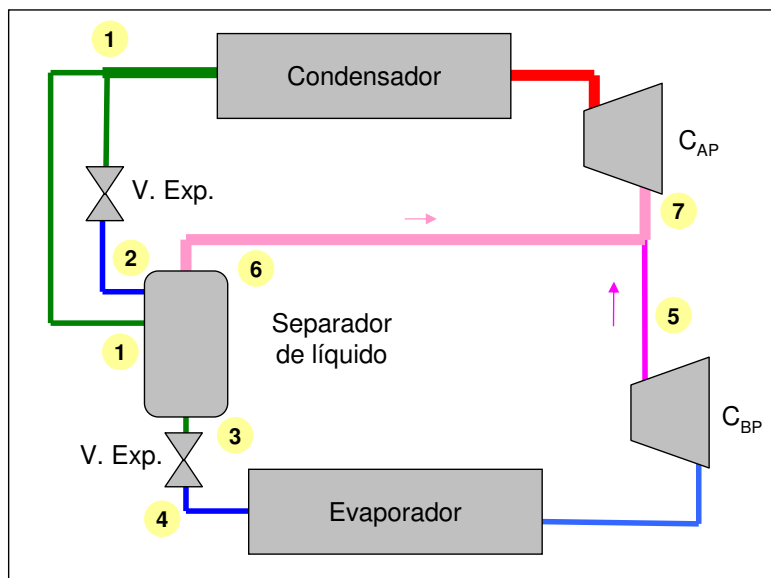 1
Condensador
C_AP
V. Exp.
7
2
6
5
Separador
de líquido
1
C_BP
3
V. Exp.
4
Evaporador